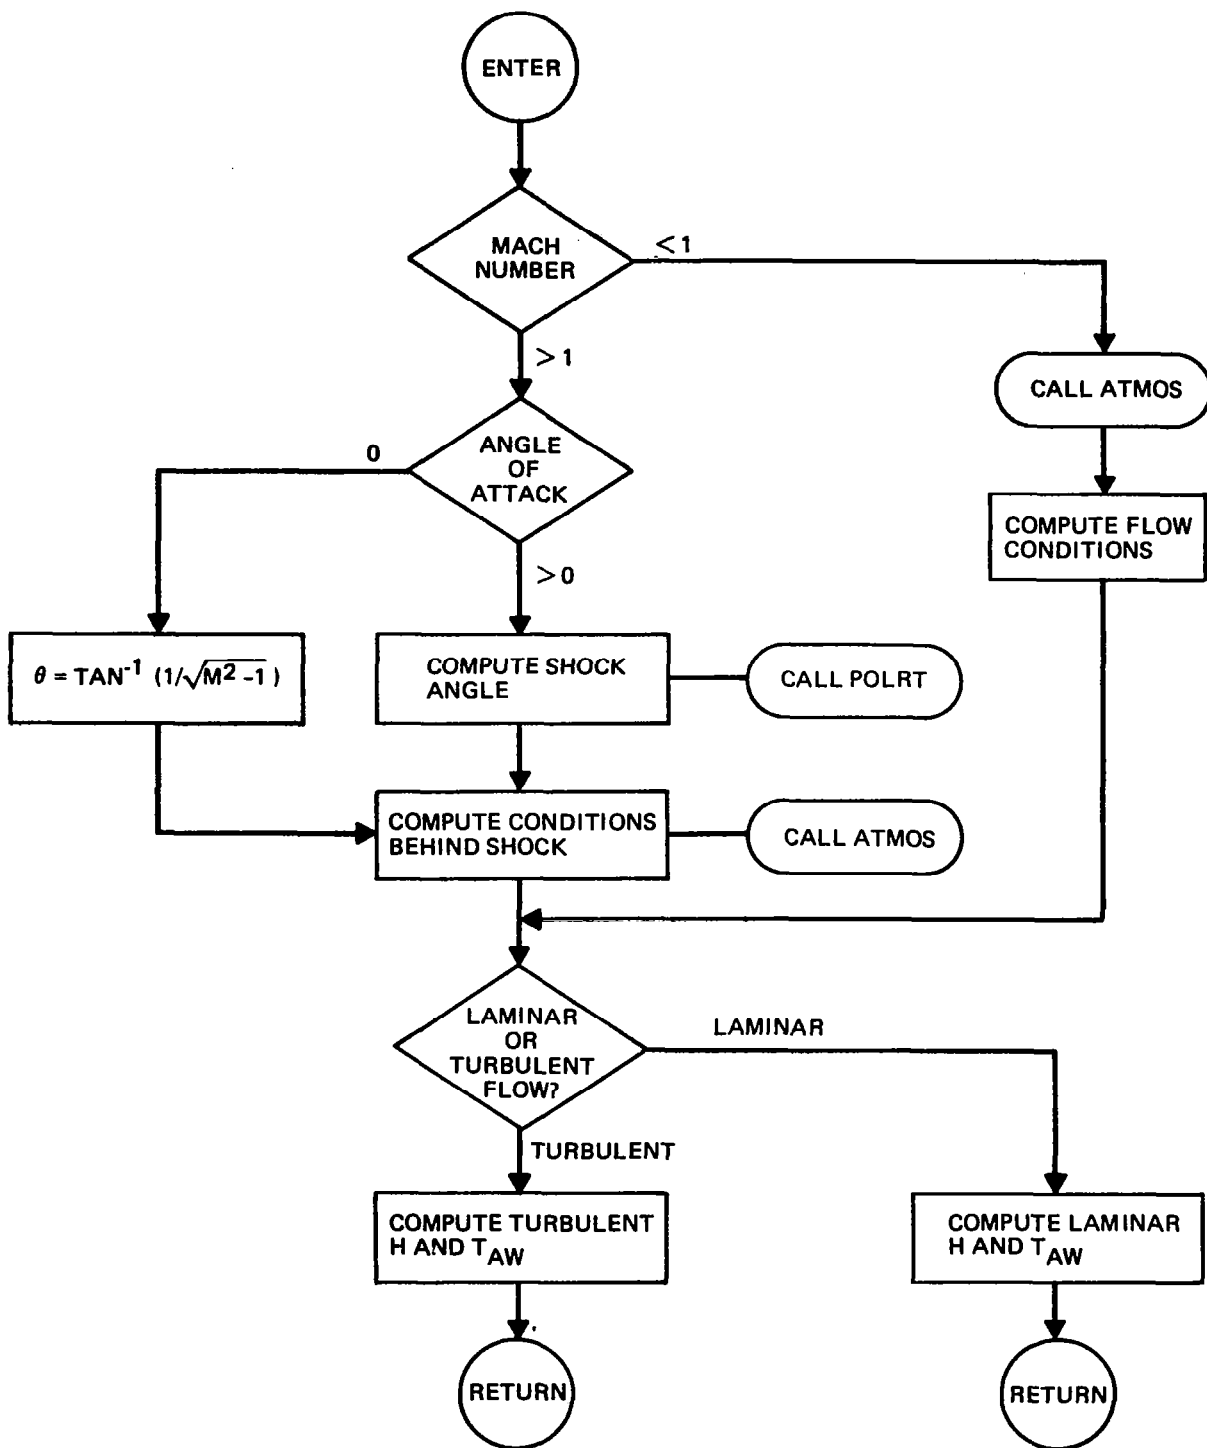 ENTER
MACH
NUMBER
<1
>1
CALL ATMOS
ANGLE
OF
ATTACK
0
>0
COMPUTE FLOW
CONDITIONS
θ = TAN⁻¹ (1/√(M² -1))
COMPUTE SHOCK
ANGLE
CALL POLRT
COMPUTE CONDITIONS
BEHIND SHOCK
CALL ATMOS
LAMINAR
OR
TURBULENT
FLOW?
LAMINAR
TURBULENT
COMPUTE TURBULENT
H AND T_AW
COMPUTE LAMINAR
H AND T_AW
RETURN
RETURN